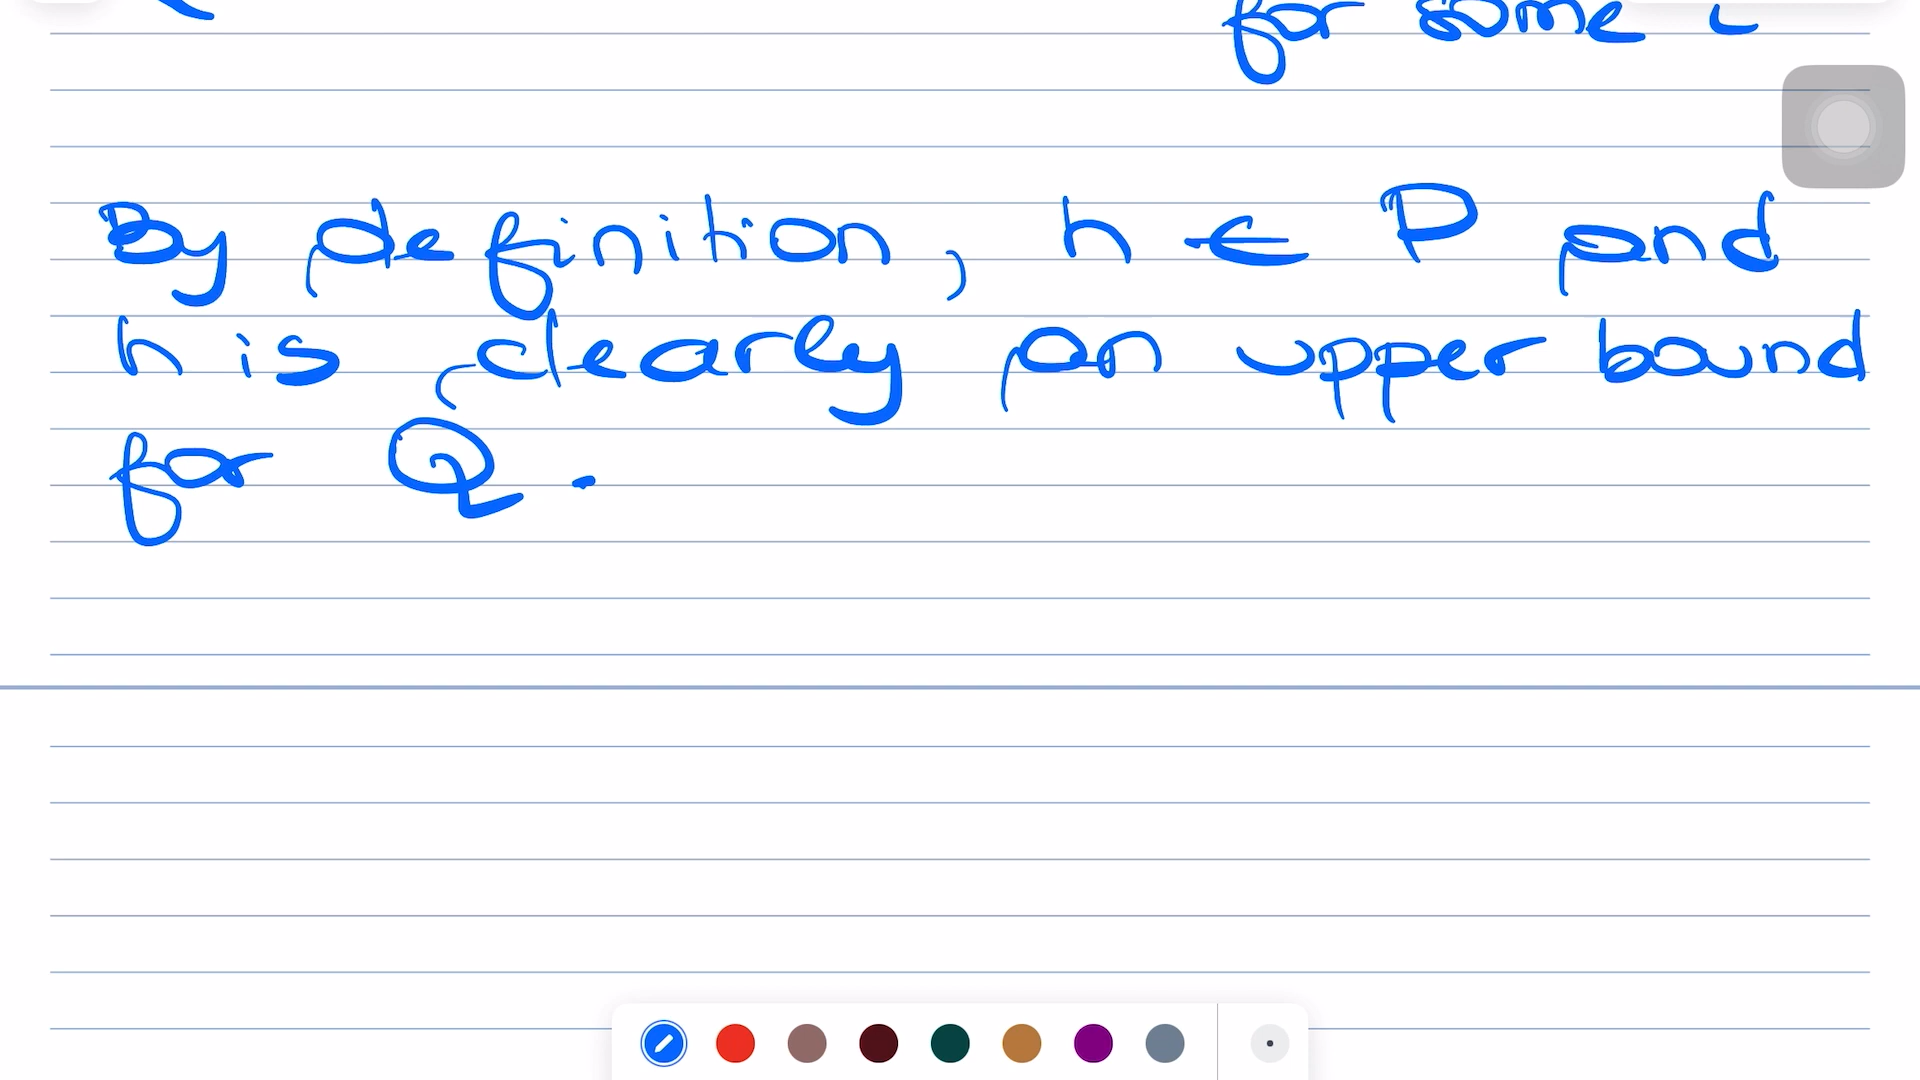 for some i
By definition, h ∈ P and
h is clearly an upper bound
for Q.